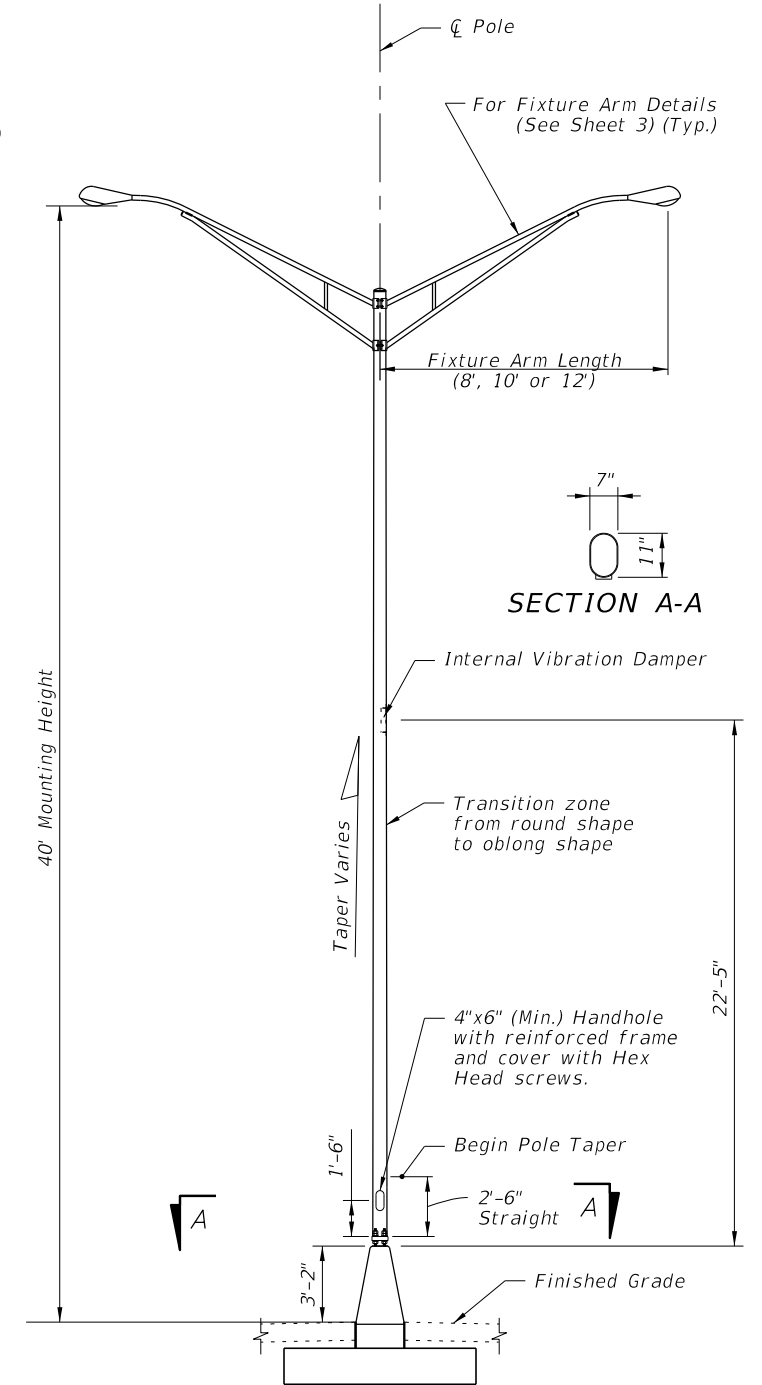 ℄ Pole
For Fixture Arm Details
(See Sheet 3) (Typ.)
Fixture Arm Length
(8', 10' or 12')
7"
11"
SECTION A-A
Internal Vibration Damper
40' Mounting Height
Transition zone
from round shape
to oblong shape
Taper Varies
22'-5"
4"x6" (Min.) Handhole
with reinforced frame
and cover with Hex
Head screws.
1'-6"
Begin Pole Taper
2'-6"
Straight
A
A
3'-2"
Finished Grade